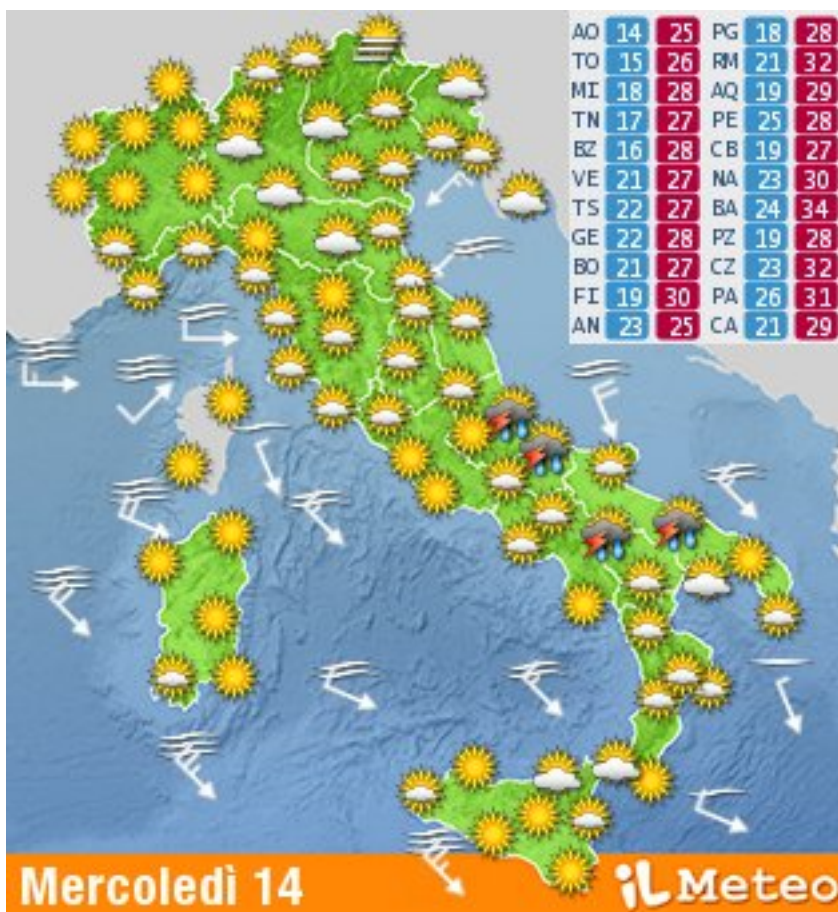 AO 14 25 PG 18 28
TO 15 26 RM 21 32
MI 18 28 AQ 19 29
TN 17 27 PE 25 28
BZ 16 28 CB 19 27
VE 21 27 NA 23 30
TS 22 27 BA 24 34
GE 22 28 PZ 19 28
BO 21 27 CZ 23 32
FI 19 30 PA 26 31
AN 23 25 CA 21 29
Mercoledì 14 iL Meteo